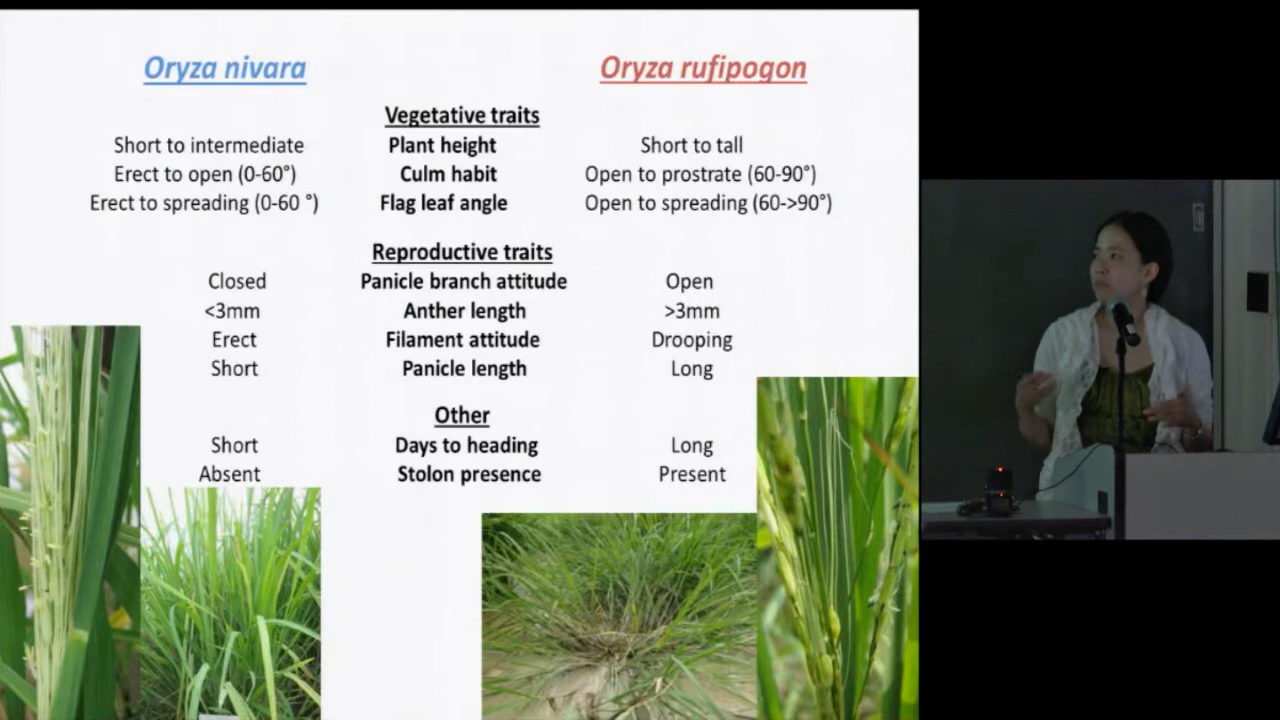 Oryza nivara Oryza rufipogon
Vegetative traits
Short to intermediate Plant height Short to tall
Erect to open (0-60°) Culm habit Open to prostrate (60-90°)
Erect to spreading (0-60 °) Flag leaf angle Open to spreading (60->90°)
Reproductive traits
Closed Panicle branch attitude Open
<3mm Anther length >3mm
Erect Filament attitude Drooping
Short Panicle length Long
Other
Short Days to heading Long
Absent Stolon presence Present